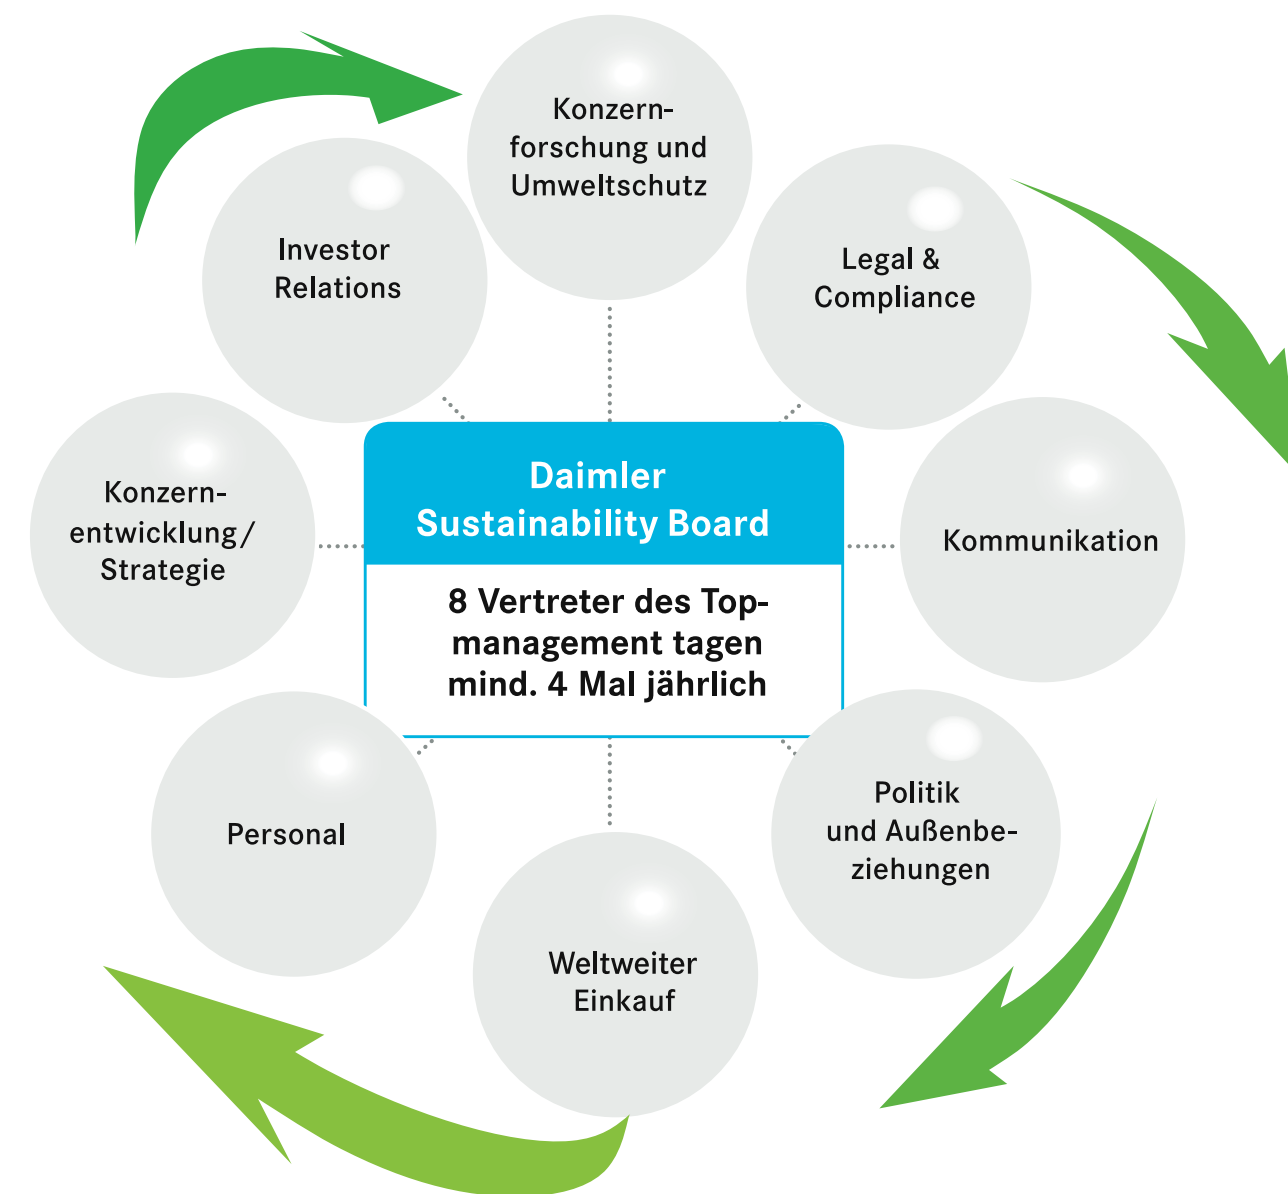 Konzern-
forschung und
Umweltschutz
Legal &
Compliance
Kommunikation
Politik
und Außenbe-
ziehungen
Weltweiter
Einkauf
Personal
Konzern-
entwicklung/
Strategie
Investor
Relations
Daimler
Sustainability Board
8 Vertreter des Top-
management tagen
mind. 4 Mal jährlich